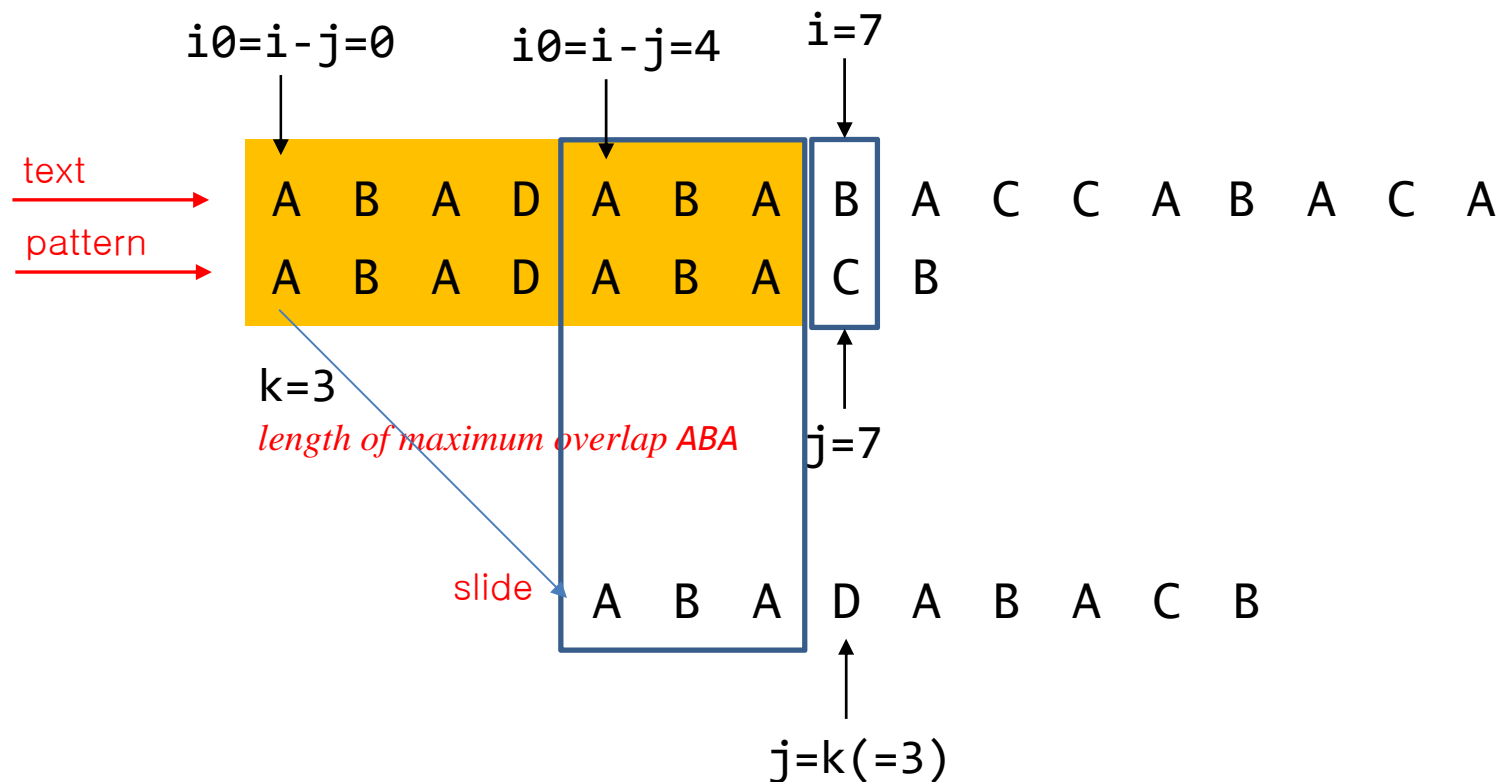 i0=i-j=0 i0=i-j=4 i=7
text
A B A D A B A B A C C A B A C A
pattern
A B A D A B A C B
k=3
length of maximum overlap ABA
j=7
slide
A B A D A B A C B
j=k(=3)